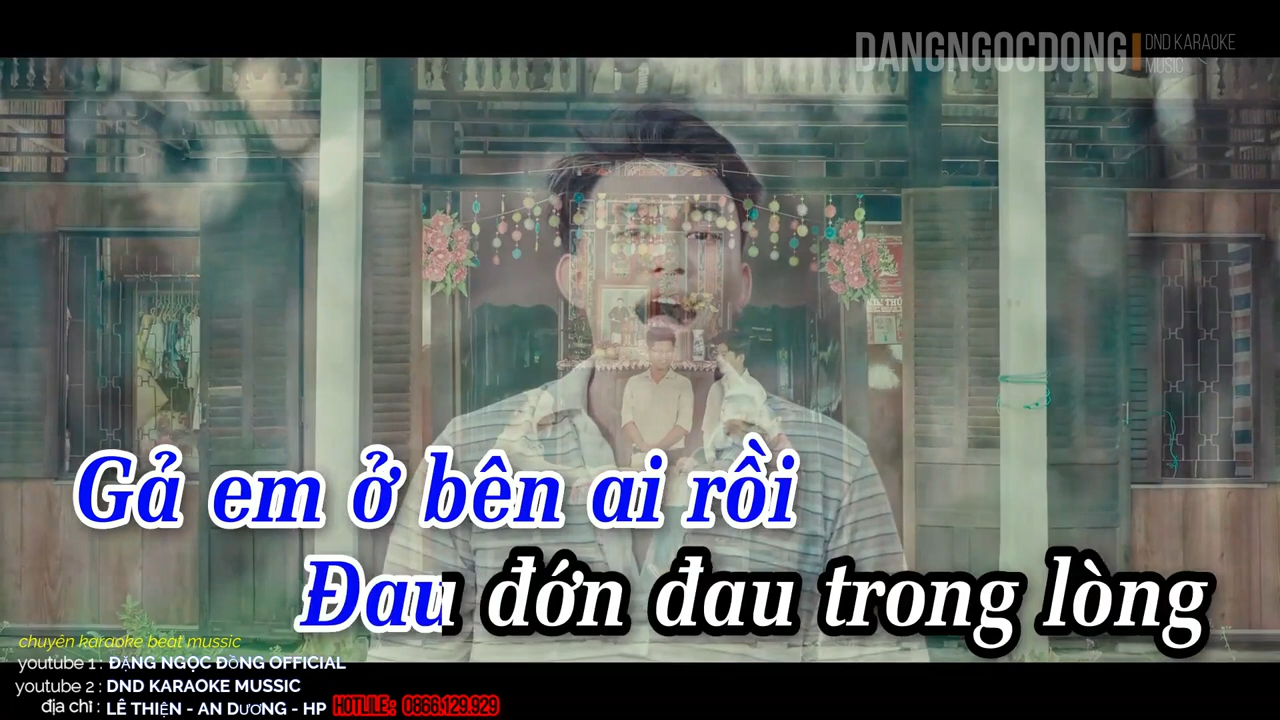 DANGNGOCDONG DND KARAOKE
MUSIC
Gả em ở bên ai rồi
Đau đớn đau trong lòng
chuyên karaoke beat mussic
youtube 1 : ĐẶNG NGỌC ĐỒNG OFFICIAL
youtube 2 : DND KARAOKE MUSSIC
địa chỉ : LÊ THIỆN - AN DƯƠNG - HP HOTLILE: 0866.129.929